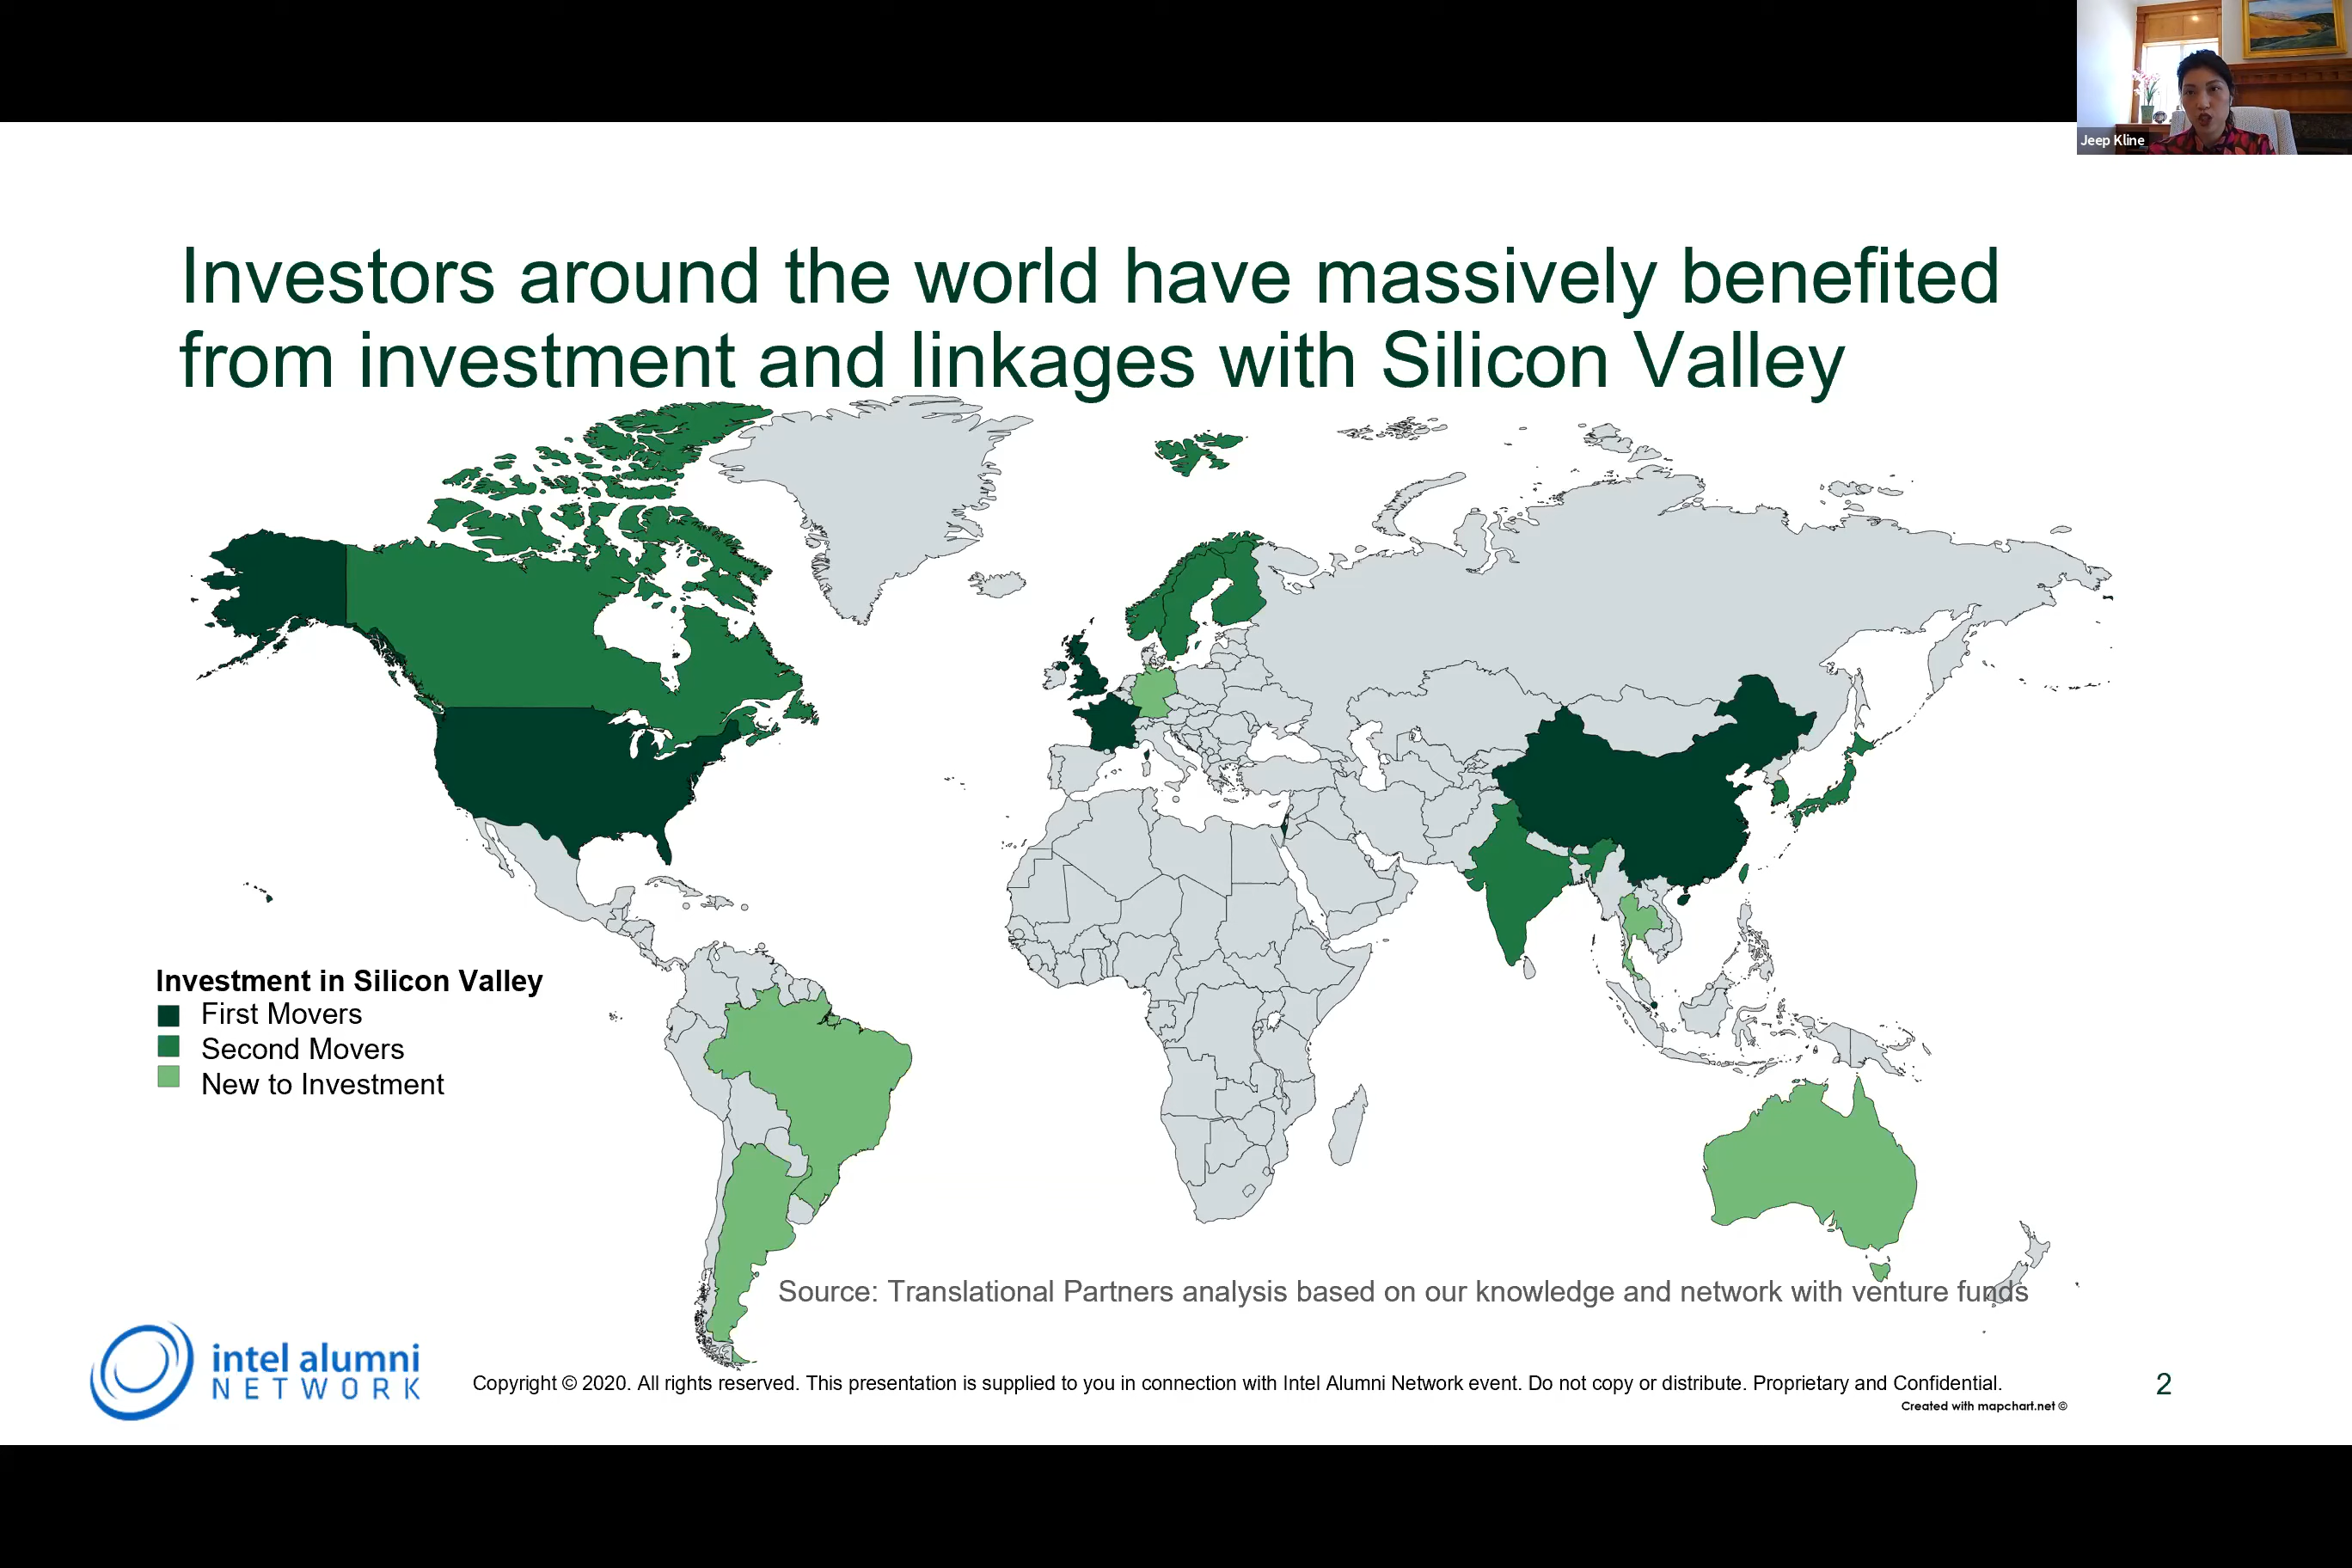 Jeep Kline
Investors around the world have massively benefited
from investment and linkages with Silicon Valley
Investment in Silicon Valley
First Movers
Second Movers
New to Investment
Source: Translational Partners analysis based on our knowledge and network with venture funds
intel alumni
NETWORK
Copyright © 2020. All rights reserved. This presentation is supplied to you in connection with Intel Alumni Network event. Do not copy or distribute. Proprietary and Confidential.
2
Created with mapchart.net ©